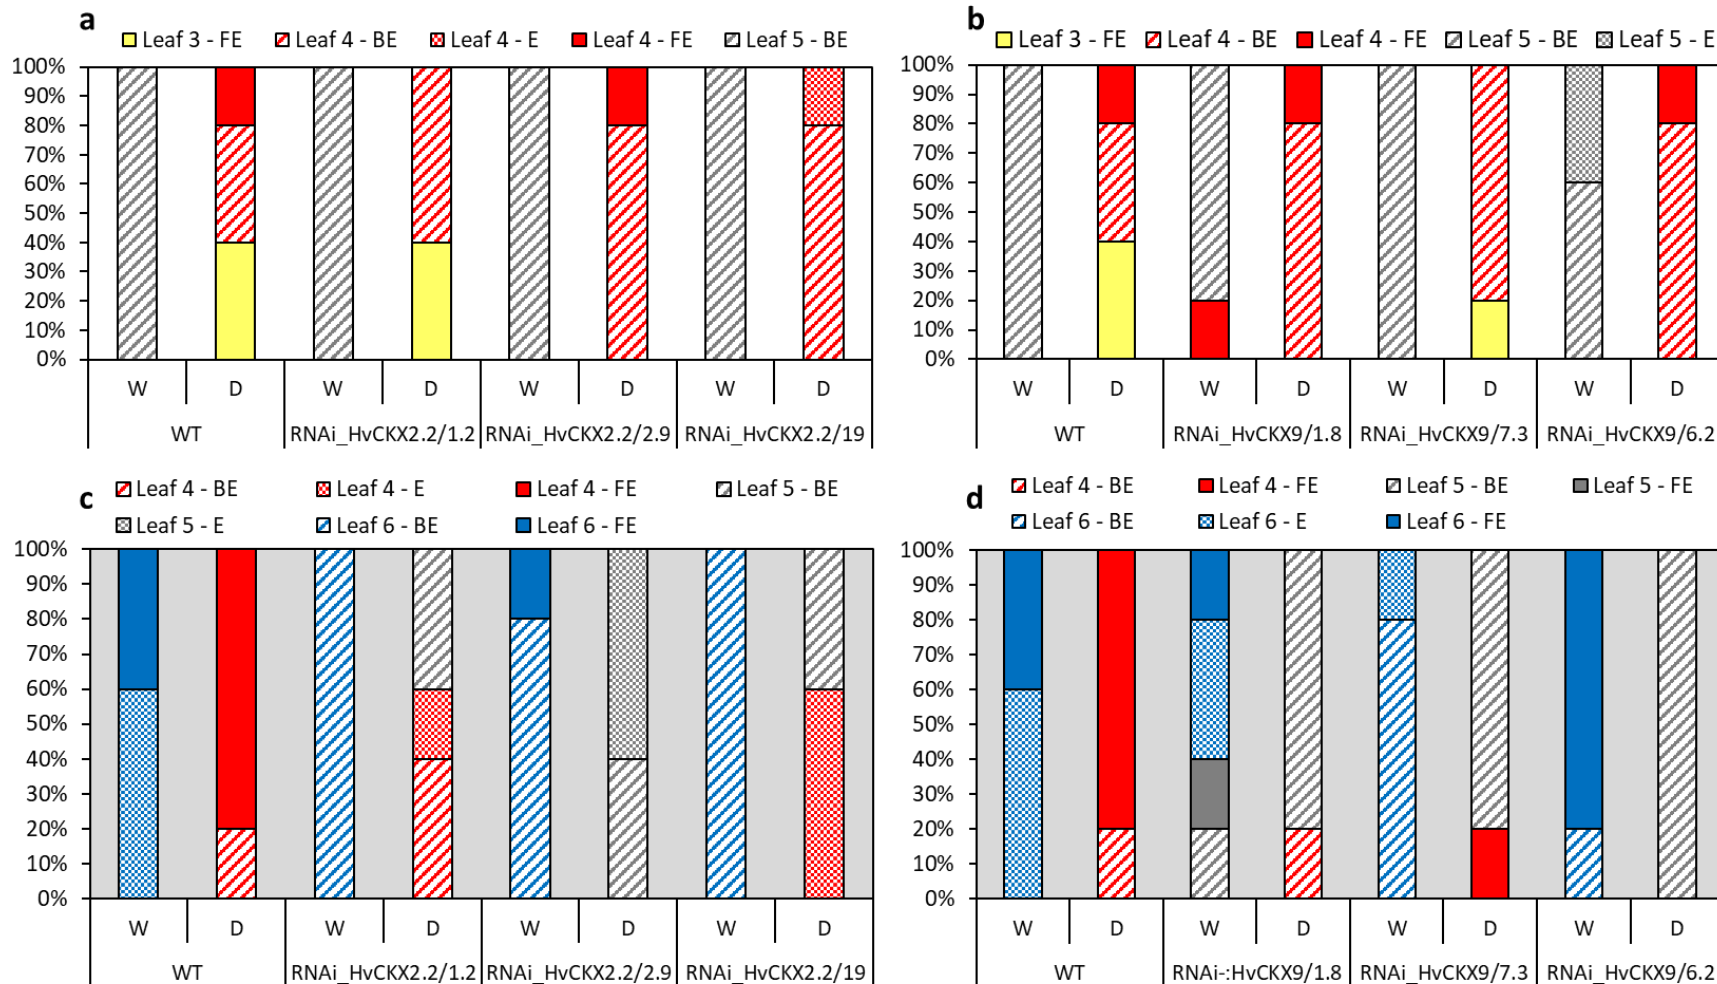 a
Leaf 3 - FE Leaf 4 - BE Leaf 4 - E Leaf 4 - FE Leaf 5 - BE
100%
90%
80%
70%
60%
50%
40%
30%
20%
10%
0%
W D W D W D W D
WT RNAi_HvCKX2.2/1.2 RNAi_HvCKX2.2/2.9 RNAi_HvCKX2.2/19
b
Leaf 3 - FE Leaf 4 - BE Leaf 4 - FE Leaf 5 - BE Leaf 5 - E
100%
90%
80%
70%
60%
50%
40%
30%
20%
10%
0%
W D W D W D W D
WT RNAi_HvCKX9/1.8 RNAi_HvCKX9/7.3 RNAi_HvCKX9/6.2
c
Leaf 4 - BE Leaf 4 - E Leaf 4 - FE Leaf 5 - BE
Leaf 5 - E Leaf 6 - BE Leaf 6 - FE
100%
90%
80%
70%
60%
50%
40%
30%
20%
10%
0%
W D W D W D W D
WT RNAi_HvCKX2.2/1.2 RNAi_HvCKX2.2/2.9 RNAi_HvCKX2.2/19
d
Leaf 4 - BE Leaf 4 - FE Leaf 5 - BE Leaf 5 - FE
Leaf 6 - BE Leaf 6 - E Leaf 6 - FE
100%
90%
80%
70%
60%
50%
40%
30%
20%
10%
0%
W D W D W D W D
WT RNAi-:HvCKX9/1.8 RNAi_HvCKX9/7.3 RNAi_HvCKX9/6.2